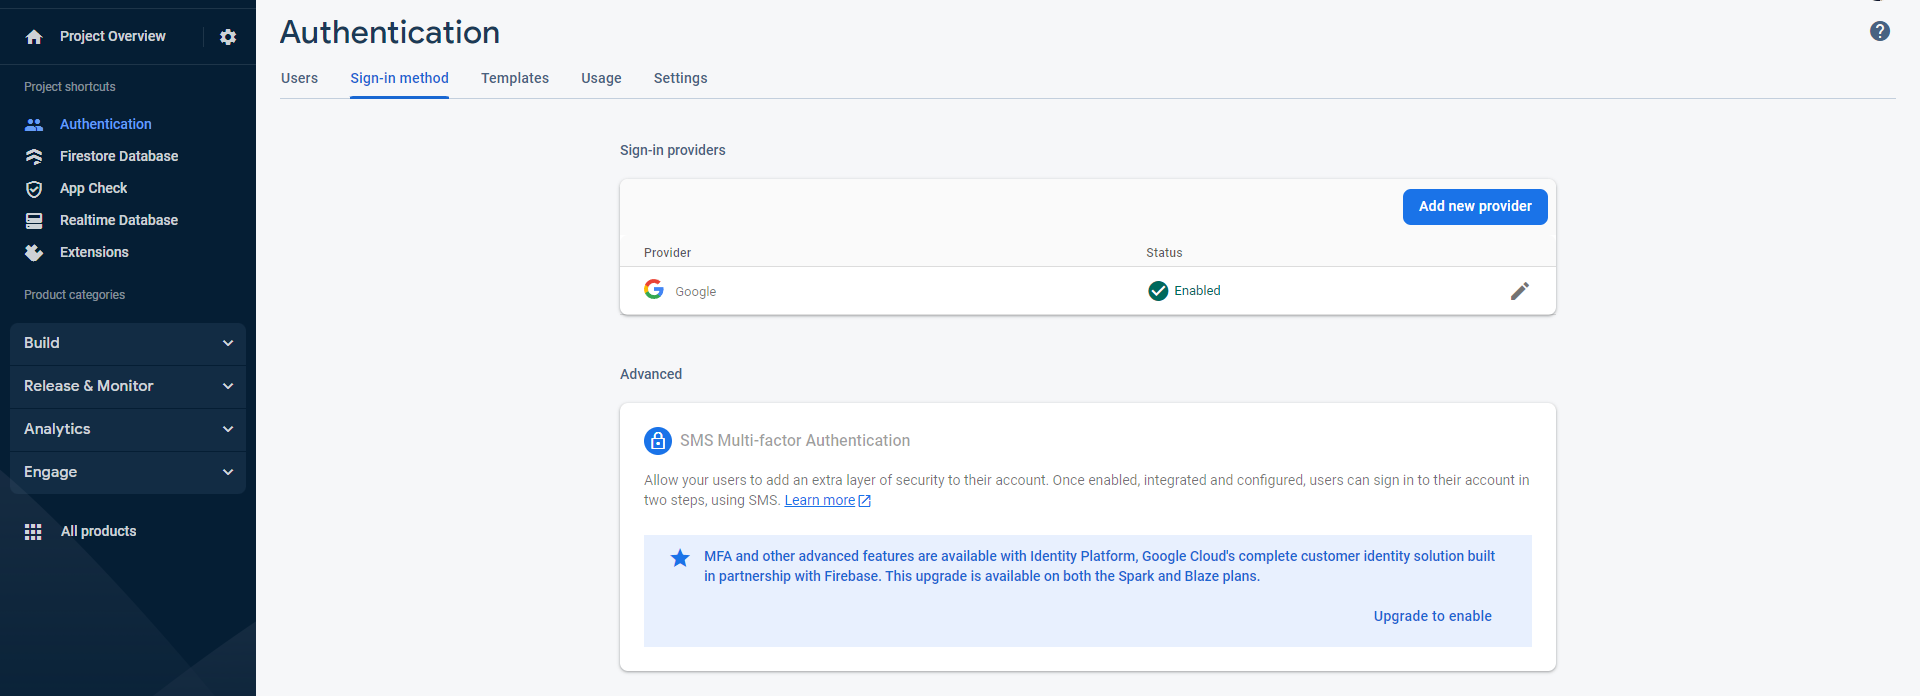 Project Overview
Project shortcuts
Authentication
Firestore Database
App Check
Realtime Database
Extensions
Product categories
Build
Release & Monitor
Analytics
Engage
All products
Authentication
Users
Sign-in method
Templates
Usage
Settings
Sign-in providers
Add new provider
Provider
Status
Google
Enabled
Advanced
SMS Multi-factor Authentication
Allow your users to add an extra layer of security to their account. Once enabled, integrated and configured, users can sign in to their account in
two steps, using SMS. Learn more
MFA and other advanced features are available with Identity Platform, Google Cloud's complete customer identity solution built
in partnership with Firebase. This upgrade is available on both the Spark and Blaze plans.
Upgrade to enable